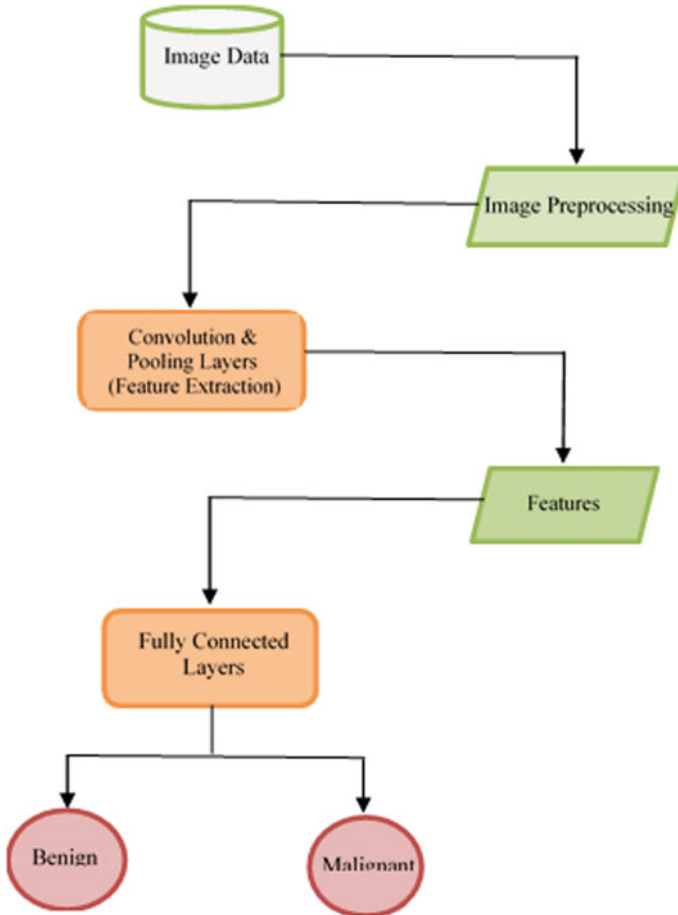 Image Data
Image Preprocessing
Convolution &
Pooling Layers
(Feature Extraction)
Features
Fully Connected
Layers
Benign
Malignant